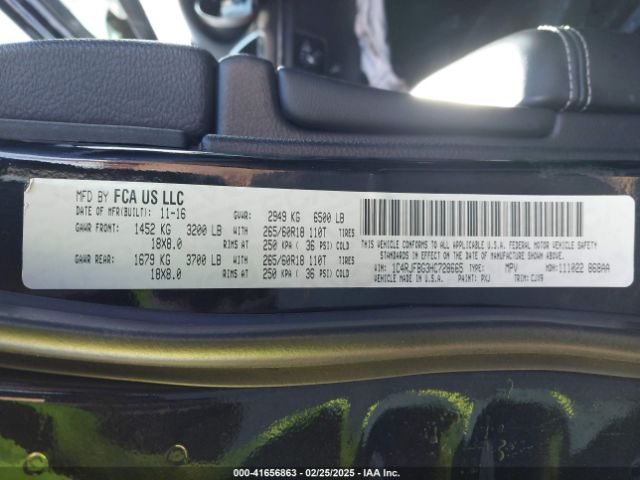 MFD BY FCA US LLC
DATE OF MFR(BUILT): 11-16 GVWR: 2949 KG 6500 LB
GAWR FRONT: 1452 KG 3200 LB WITH 265/60R18 110T TIRES
18X8.0 RIMS AT 250 KPA ( 36 PSI) COLD
GAWR REAR: 1679 KG 3700 LB WITH 265/60R18 110T TIRES
18X8.0 RIMS AT 250 KPA ( 36 PSI) COLD
THIS VEHICLE CONFORMS TO ALL APPLICABLE U.S.A. FEDERAL MOTOR VEHICLE SAFETY
STANDARDS IN EFFECT ON THE DATE OF MANUFACTURE SHOWN ABOVE.
VIN: 1C4RJFBG3HC728665 TYPE: MPV MDH: 111022 868AA
VEHICLE MADE IN U.S.A. PAINT: PXJ TRIM: CJX9
000-41656863 / 02/25/2025 - IAA Inc.